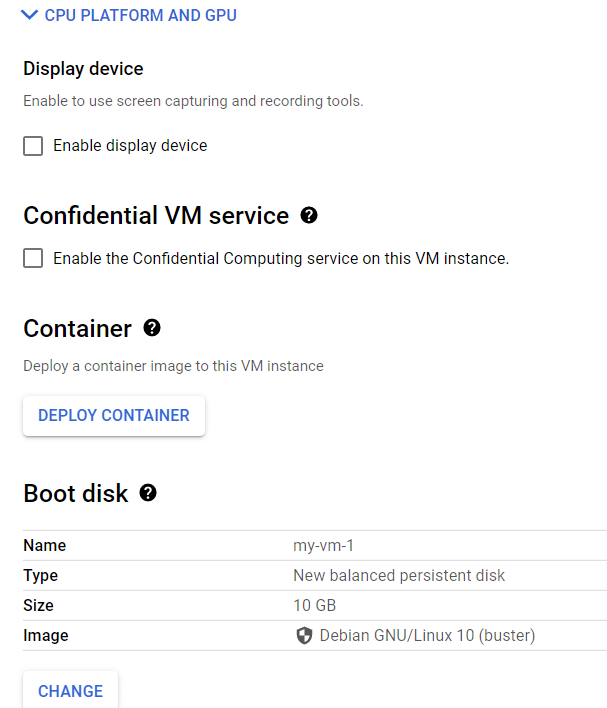 CPU PLATFORM AND GPU
Display device
Enable to use screen capturing and recording tools.
Enable display device
Confidential VM service
Enable the Confidential Computing service on this VM instance.
Container
Deploy a container image to this VM instance
DEPLOY CONTAINER
Boot disk
Name my-vm-1
Type New balanced persistent disk
Size 10 GB
Image Debian GNU/Linux 10 (buster)
CHANGE